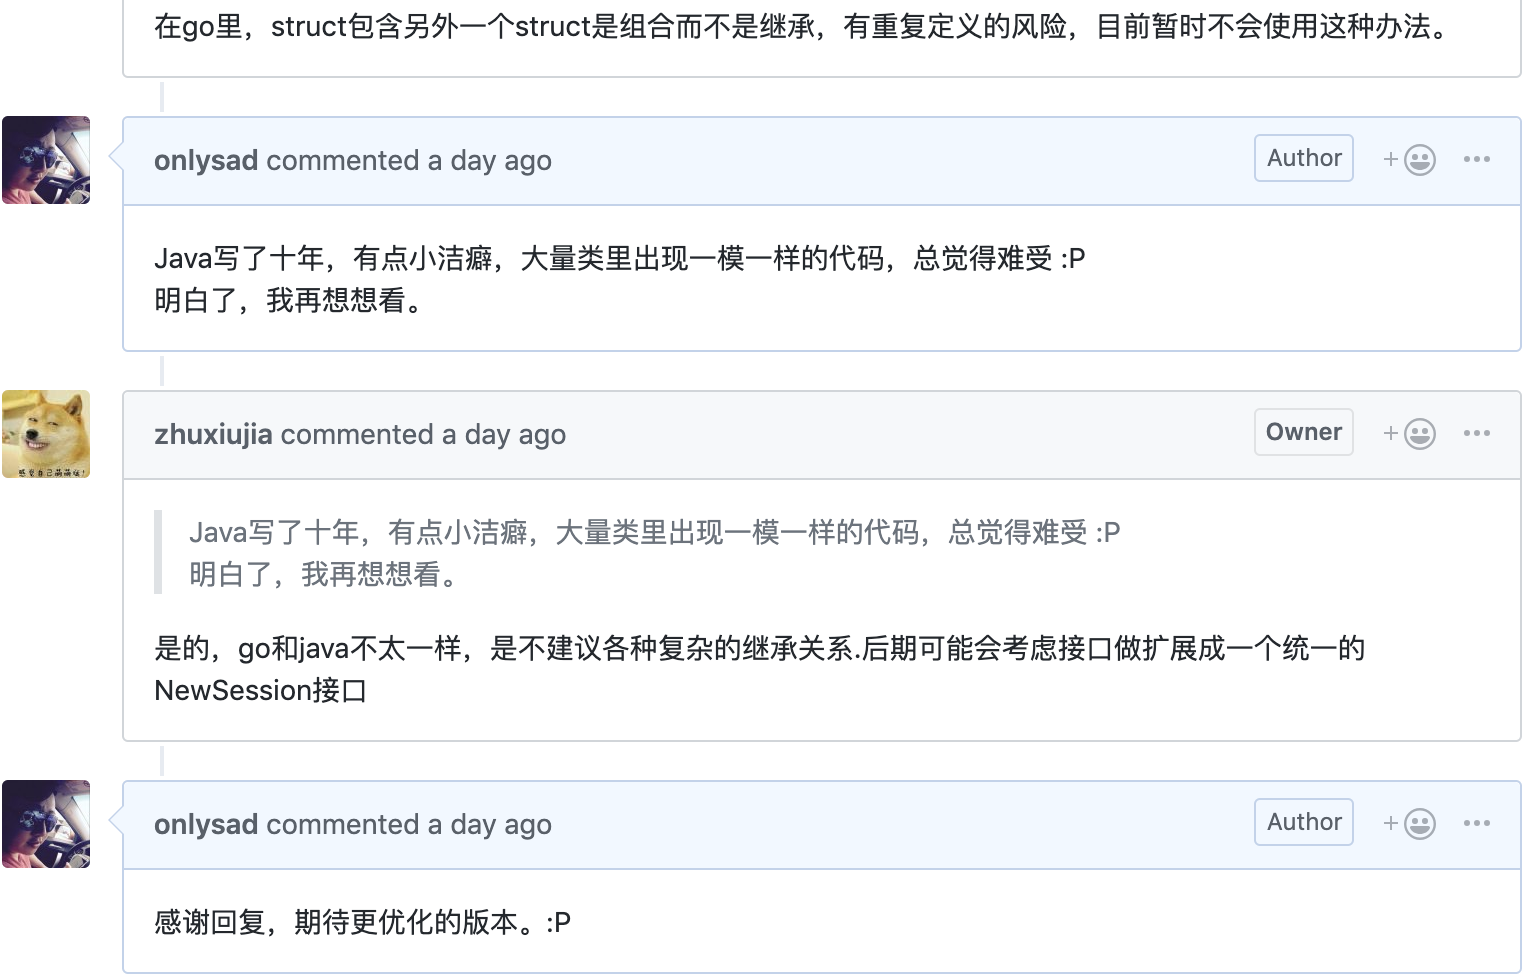 在go里，struct包含另外一个struct是组合而不是继承，有重复定义的风险，目前暂时不会使用这种办法。
onlysad commented a day ago
Author
Java写了十年，有点小洁癖，大量类里出现一模一样的代码，总觉得难受 :P
明白了，我再想想看。
zhuxiujia commented a day ago
Owner
Java写了十年，有点小洁癖，大量类里出现一模一样的代码，总觉得难受 :P
明白了，我再想想看。
是的，go和java不太一样，是不建议各种复杂的继承关系.后期可能会考虑接口做扩展成一个统一的
NewSession接口
onlysad commented a day ago
Author
感谢回复，期待更优化的版本。:P